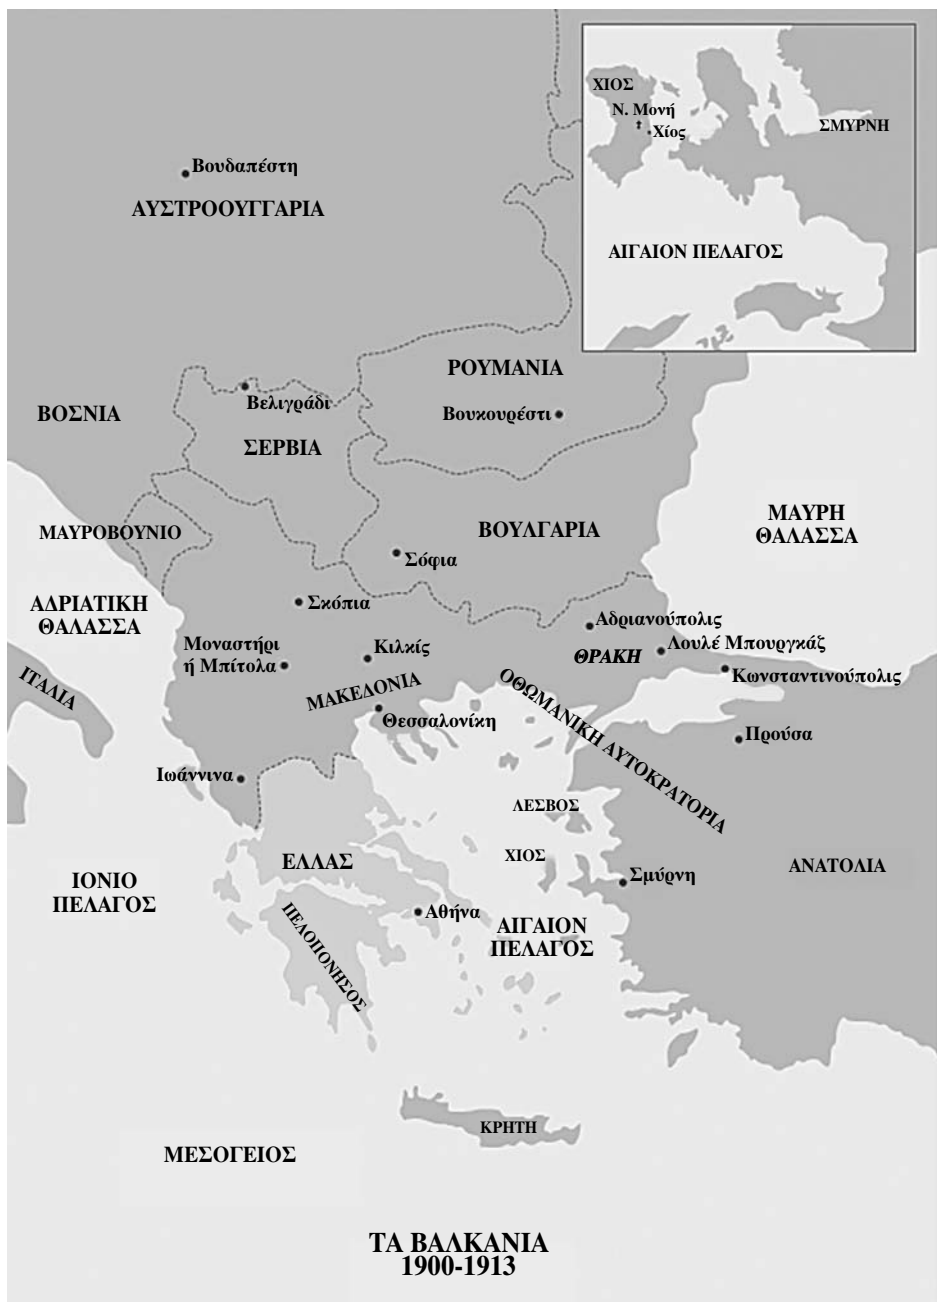 ΧΙΟΣ
Ν. Μονή
Χίος
ΣΜΥΡΝΗ
ΑΙΓΑΙΟΝ ΠΕΛΑΓΟΣ
Βουδαπέστη
ΑΥΣΤΡΟΟΥΓΓΑΡΙΑ
ΡΟΥΜΑΝΙΑ
Βελιγράδι
Βουκουρέστι
ΒΟΣΝΙΑ
ΣΕΡΒΙΑ
ΜΑΥΡΗ
ΘΑΛΑΣΣΑ
ΜΑΥΡΟΒΟΥΝΙΟ
ΒΟΥΛΓΑΡΙΑ
Σόφια
ΑΔΡΙΑΤΙΚΗ
ΘΑΛΑΣΣΑ
Σκόπια
Αδριανούπολις
Μοναστήρι
ή Μπίτολα
Κιλκίς
ΘΡΑΚΗ
Λουλέ Μπουργκάζ
Κωνσταντινούπολις
ΙΤΑΛΙΑ
ΜΑΚΕΔΟΝΙΑ
Θεσσαλονίκη
ΟΘΩΜΑΝΙΚΗ ΑΥΤΟΚΡΑΤΟΡΙΑ
Προύσα
Ιωάννινα
ΛΕΣΒΟΣ
ΧΙΟΣ
ΕΛΛΑΣ
Σμύρνη
ΑΝΑΤΟΛΙΑ
ΙΟΝΙΟ
ΠΕΛΑΓΟΣ
Αθήνα
ΠΕΛΟΠΟΝΗΣΟΣ
ΑΙΓΑΙΟΝ
ΠΕΛΑΓΟΣ
ΚΡΗΤΗ
ΜΕΣΟΓΕΙΟΣ
ΤΑ ΒΑΛΚΑΝΙΑ
1900-1913